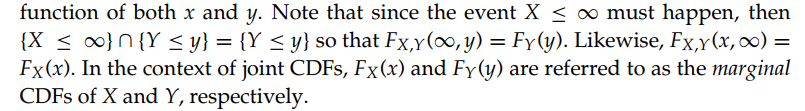 function of both x and y. Note that since the event X ≤ ∞ must happen, then
{X ≤ ∞} ∩ {Y ≤ y} = {Y ≤ y} so that F_{X,Y}(∞, y) = F_Y(y). Likewise, F_{X,Y}(x, ∞) =
F_X(x). In the context of joint CDFs, F_X(x) and F_Y(y) are referred to as the marginal
CDFs of X and Y, respectively.